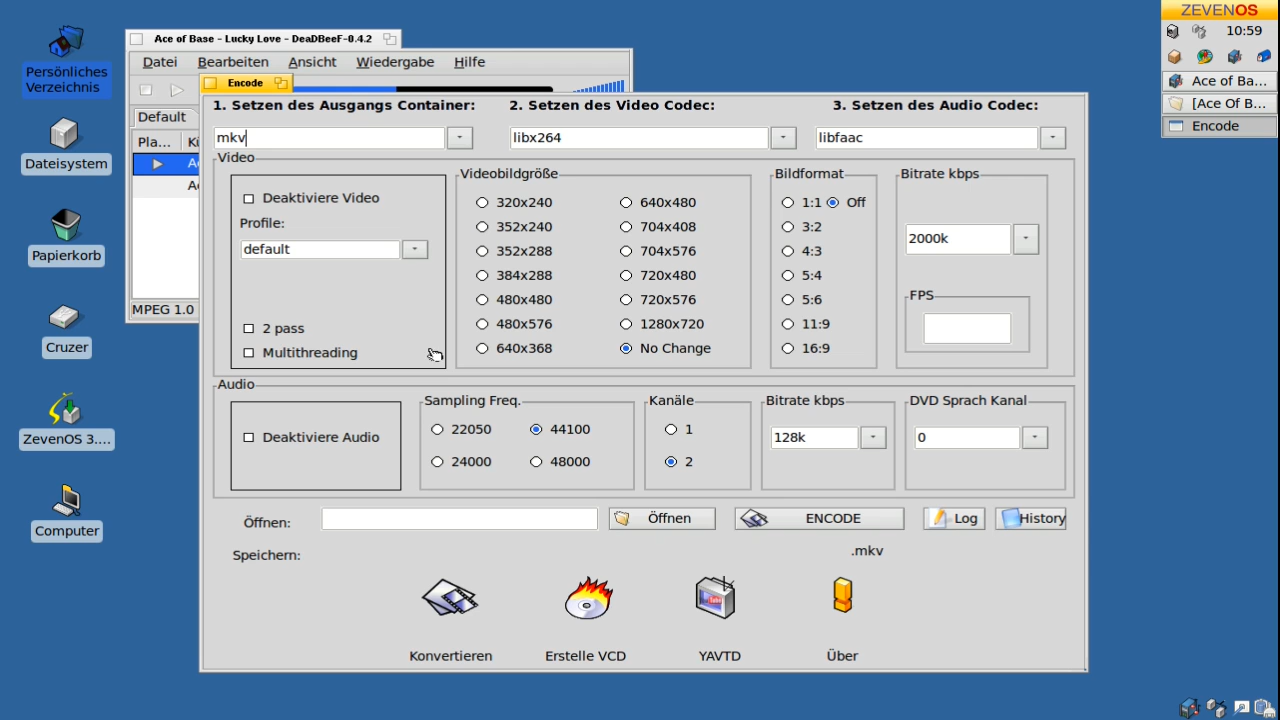 ZEVENOS
10:59
Ace of Ba...
[Ace Of B...
Encode
Persönliches
Verzeichnis
Dateisystem
Papierkorb
Cruzer
ZevenOS 3....
Computer
Ace of Base - Lucky Love - DeaDBeeF-0.4.2
Datei Bearbeiten Ansicht Wiedergabe Hilfe
Default
Pla...
MPEG 1.0
Encode
1. Setzen des Ausgangs Container: 2. Setzen des Video Codec: 3. Setzen des Audio Codec:
mkv libx264 libfaac
Video
Deaktiviere Video
Profile:
default
2 pass
Multithreading
Videobildgröße
320x240 640x480
352x240 704x408
352x288 704x576
384x288 720x480
480x480 720x576
480x576 1280x720
640x368 No Change
Bildformat
1:1 Off
3:2
4:3
5:4
5:6
11:9
16:9
Bitrate kbps
2000k
FPS
Audio
Deaktiviere Audio
Sampling Freq.
22050 44100
24000 48000
Kanäle
1
2
Bitrate kbps
128k
DVD Sprach Kanal
0
Öffnen: Öffnen ENCODE Log History
Speichern: .mkv
Konvertieren Erstelle VCD YAVTD Über